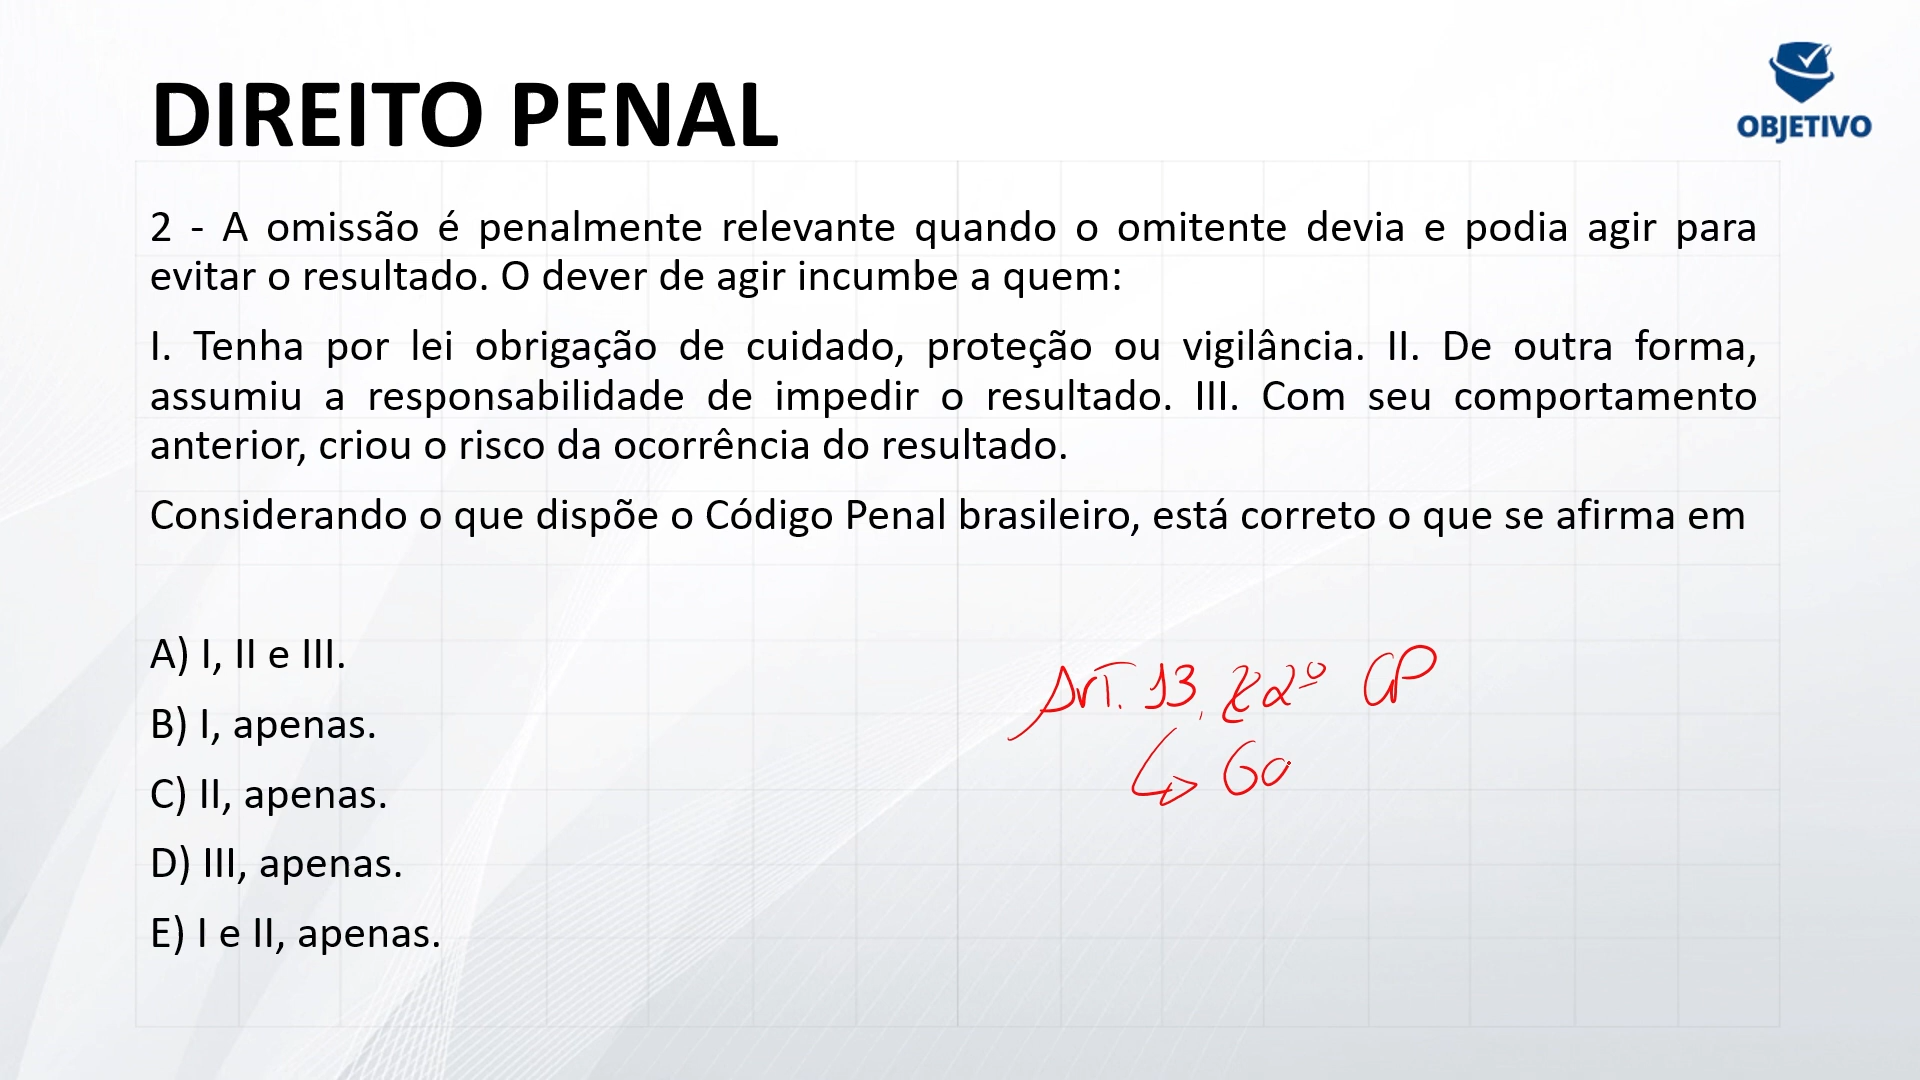 DIREITO PENAL
OBJETIVO
2 - A omissão é penalmente relevante quando o omitente devia e podia agir para
evitar o resultado. O dever de agir incumbe a quem:
I. Tenha por lei obrigação de cuidado, proteção ou vigilância. II. De outra forma,
assumiu a responsabilidade de impedir o resultado. III. Com seu comportamento
anterior, criou o risco da ocorrência do resultado.
Considerando o que dispõe o Código Penal brasileiro, está correto o que se afirma em
A) I, II e III.
B) I, apenas.
C) II, apenas.
D) III, apenas.
E) I e II, apenas.
Art. 13, § 2º CP
↳ Ga